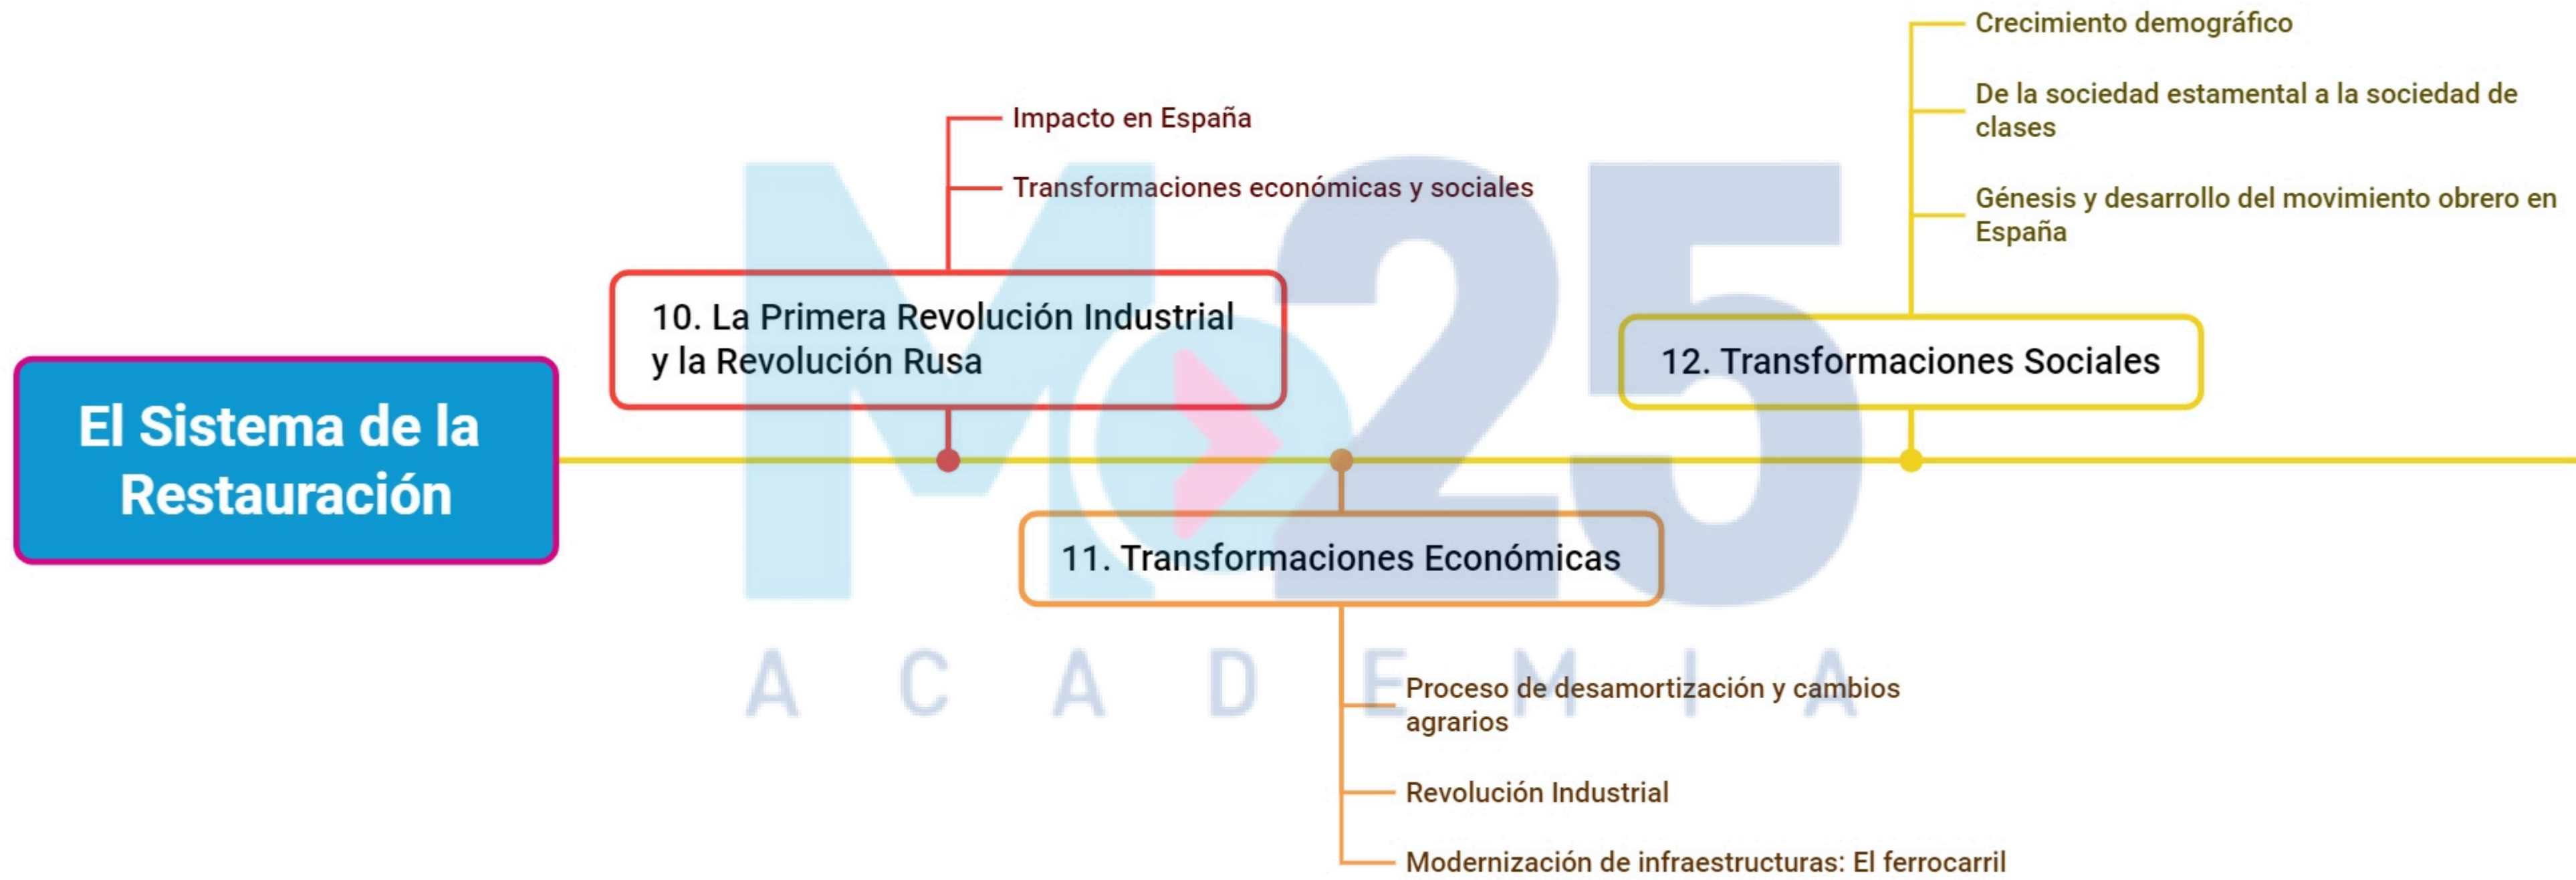 El Sistema de la
Restauración
10. La Primera Revolución Industrial
y la Revolución Rusa
Impacto en España
Transformaciones económicas y sociales
11. Transformaciones Económicas
Proceso de desamortización y cambios
agrarios
Revolución Industrial
Modernización de infraestructuras: El ferrocarril
12. Transformaciones Sociales
Crecimiento demográfico
De la sociedad estamental a la sociedad de
clases
Génesis y desarrollo del movimiento obrero en
España
M25
ACADEMIA